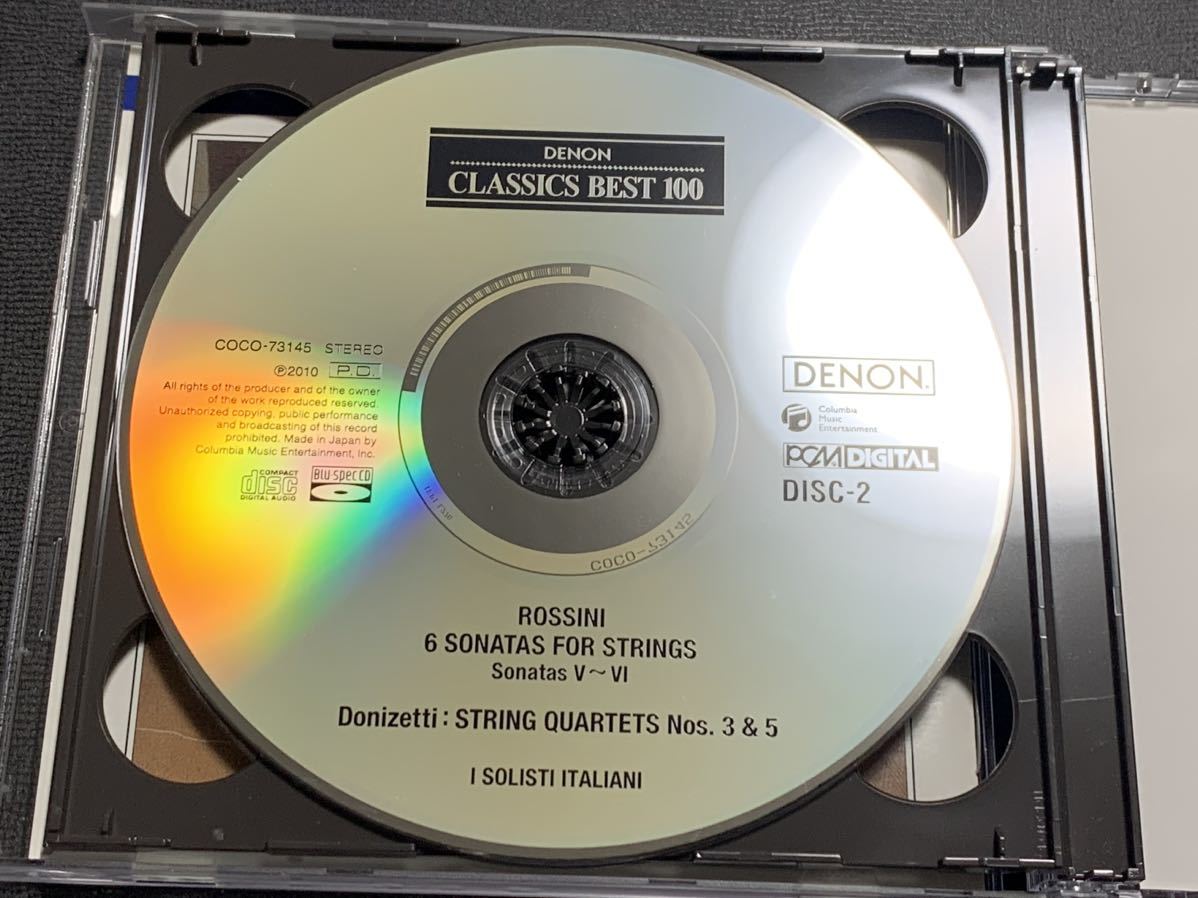 DENON
CLASSICS BEST 100
COCO-73145 STEREO
℗2010 P.D.
All rights of the producer and of the owner
of the work reproduced reserved.
Unauthorized copying, public performance
and broadcasting of this record
prohibited. Made in Japan by
Columbia Music Entertainment, Inc.
COMPACT
disc
DIGITAL AUDIO
Blu-spec CD
DENON®
Columbia
Music
Entertainment
PCM DIGITAL
DISC-2
COCO-73145
ROSSINI
6 SONATAS FOR STRINGS
Sonatas V~VI
Donizetti: STRING QUARTETS Nos. 3 & 5
I SOLISTI ITALIANI